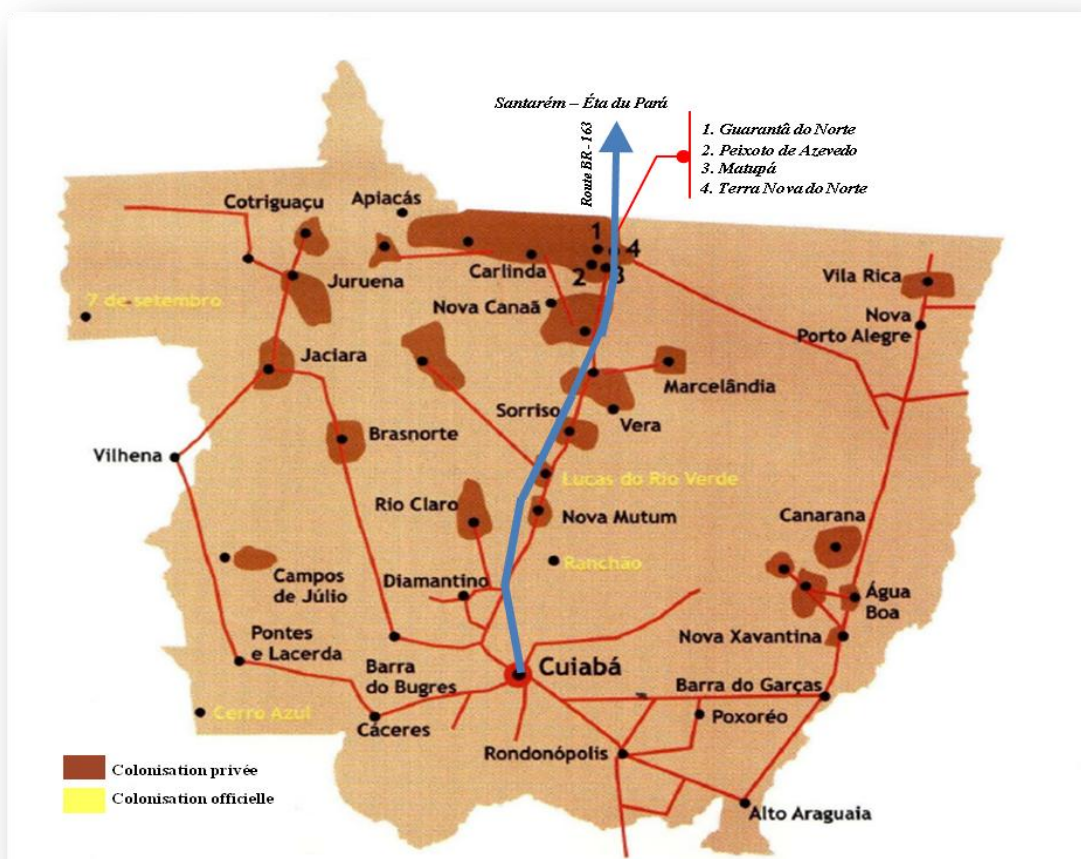 Santarém – Éta du Pará
Route BR - 163
1. Guarantã do Norte
2. Peixoto de Azevedo
3. Matupá
4. Terra Nova do Norte
Cotriguaçu
Apiacás
1
4
Carlinda
2
3
Juruena
Vila Rica
7 de setembro
Nova Canaã
Nova
Porto Alegre
Jaciara
Marcelândia
Sorriso
Vera
Brasnorte
Vilhena
Lucas do Rio Verde
Rio Claro
Nova Mutum
Canarana
Ranchão
Campos
de Júlio
Diamantino
Água
Boa
Pontes
e Lacerda
Nova Xavantina
Barra
do Bugres
Cuiabá
Barra do Garças
Cerro Azul
Cáceres
Poxoréo
Rondonópolis
Colonisation privée
Colonisation officielle
Alto Araguaia